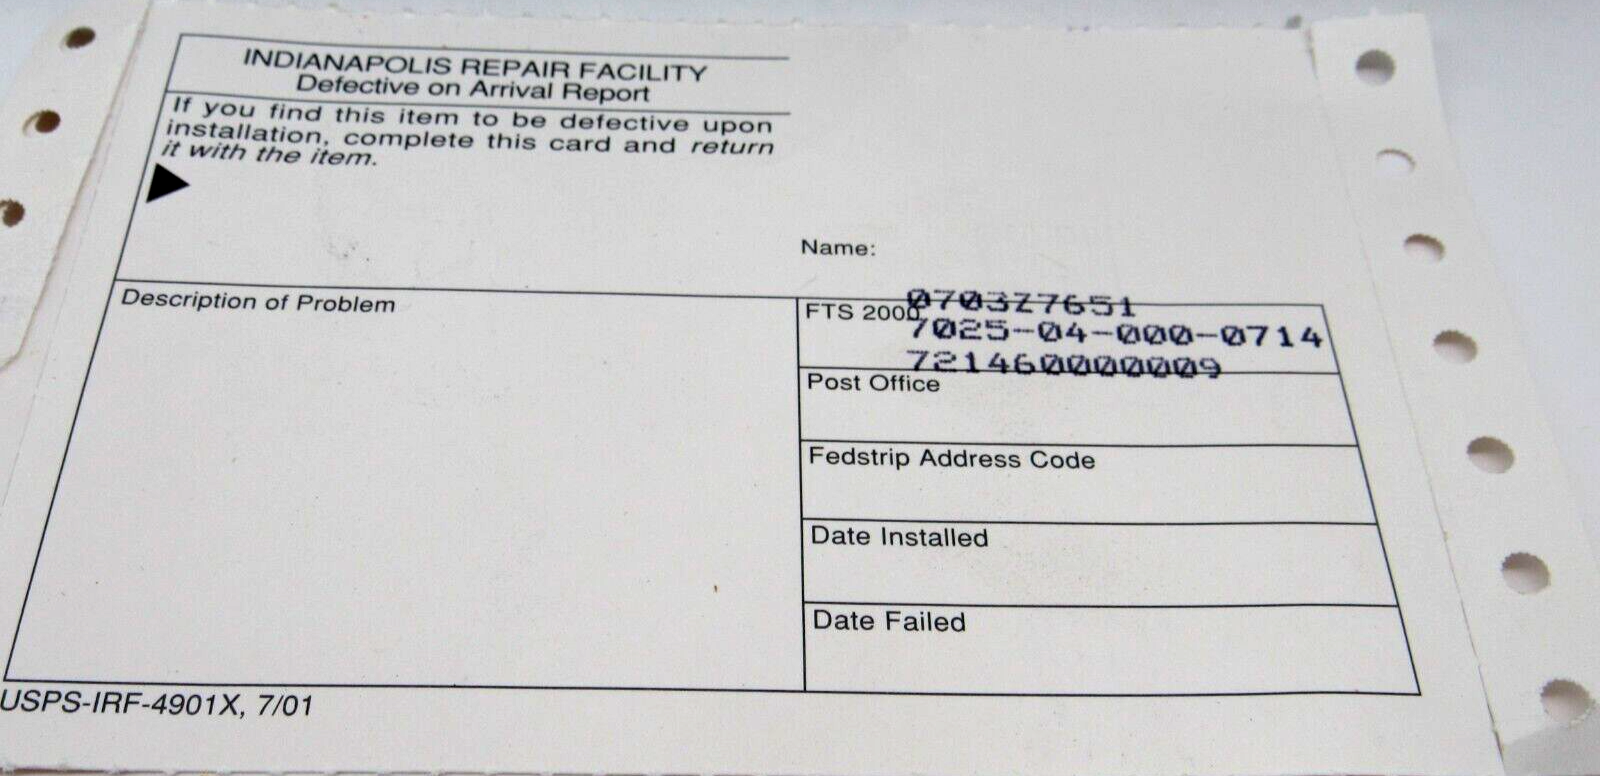 INDIANAPOLIS REPAIR FACILITY
Defective on Arrival Report
If you find this item to be defective upon
installation, complete this card and return
it with the item.
Name:
Description of Problem
FTS 2000
0703Z7651
7025-04-000-0714
721460000009
Post Office
Fedstrip Address Code
Date Installed
Date Failed
USPS-IRF-4901X, 7/01